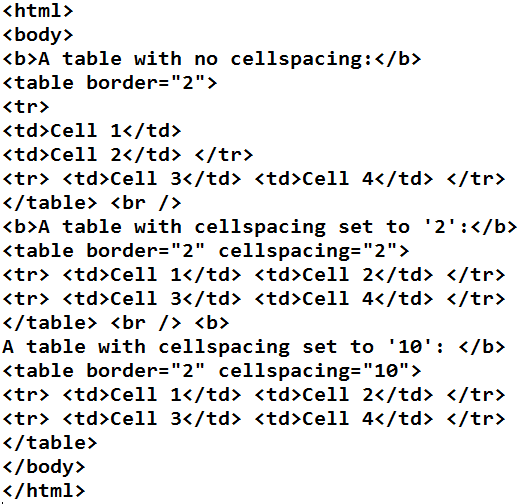 <html>
<body>
<b>A table with no cellspacing:</b>
<table border="2">
<tr>
<td>Cell 1</td>
<td>Cell 2</td> </tr>
<tr> <td>Cell 3</td> <td>Cell 4</td> </tr>
</table> <br />
<b>A table with cellspacing set to '2':</b>
<table border="2" cellspacing="2">
<tr> <td>Cell 1</td> <td>Cell 2</td> </tr>
<tr> <td>Cell 3</td> <td>Cell 4</td> </tr>
</table> <br /> <b>
A table with cellspacing set to '10': </b>
<table border="2" cellspacing="10">
<tr> <td>Cell 1</td> <td>Cell 2</td> </tr>
<tr> <td>Cell 3</td> <td>Cell 4</td> </tr>
</table>
</body>
</html>